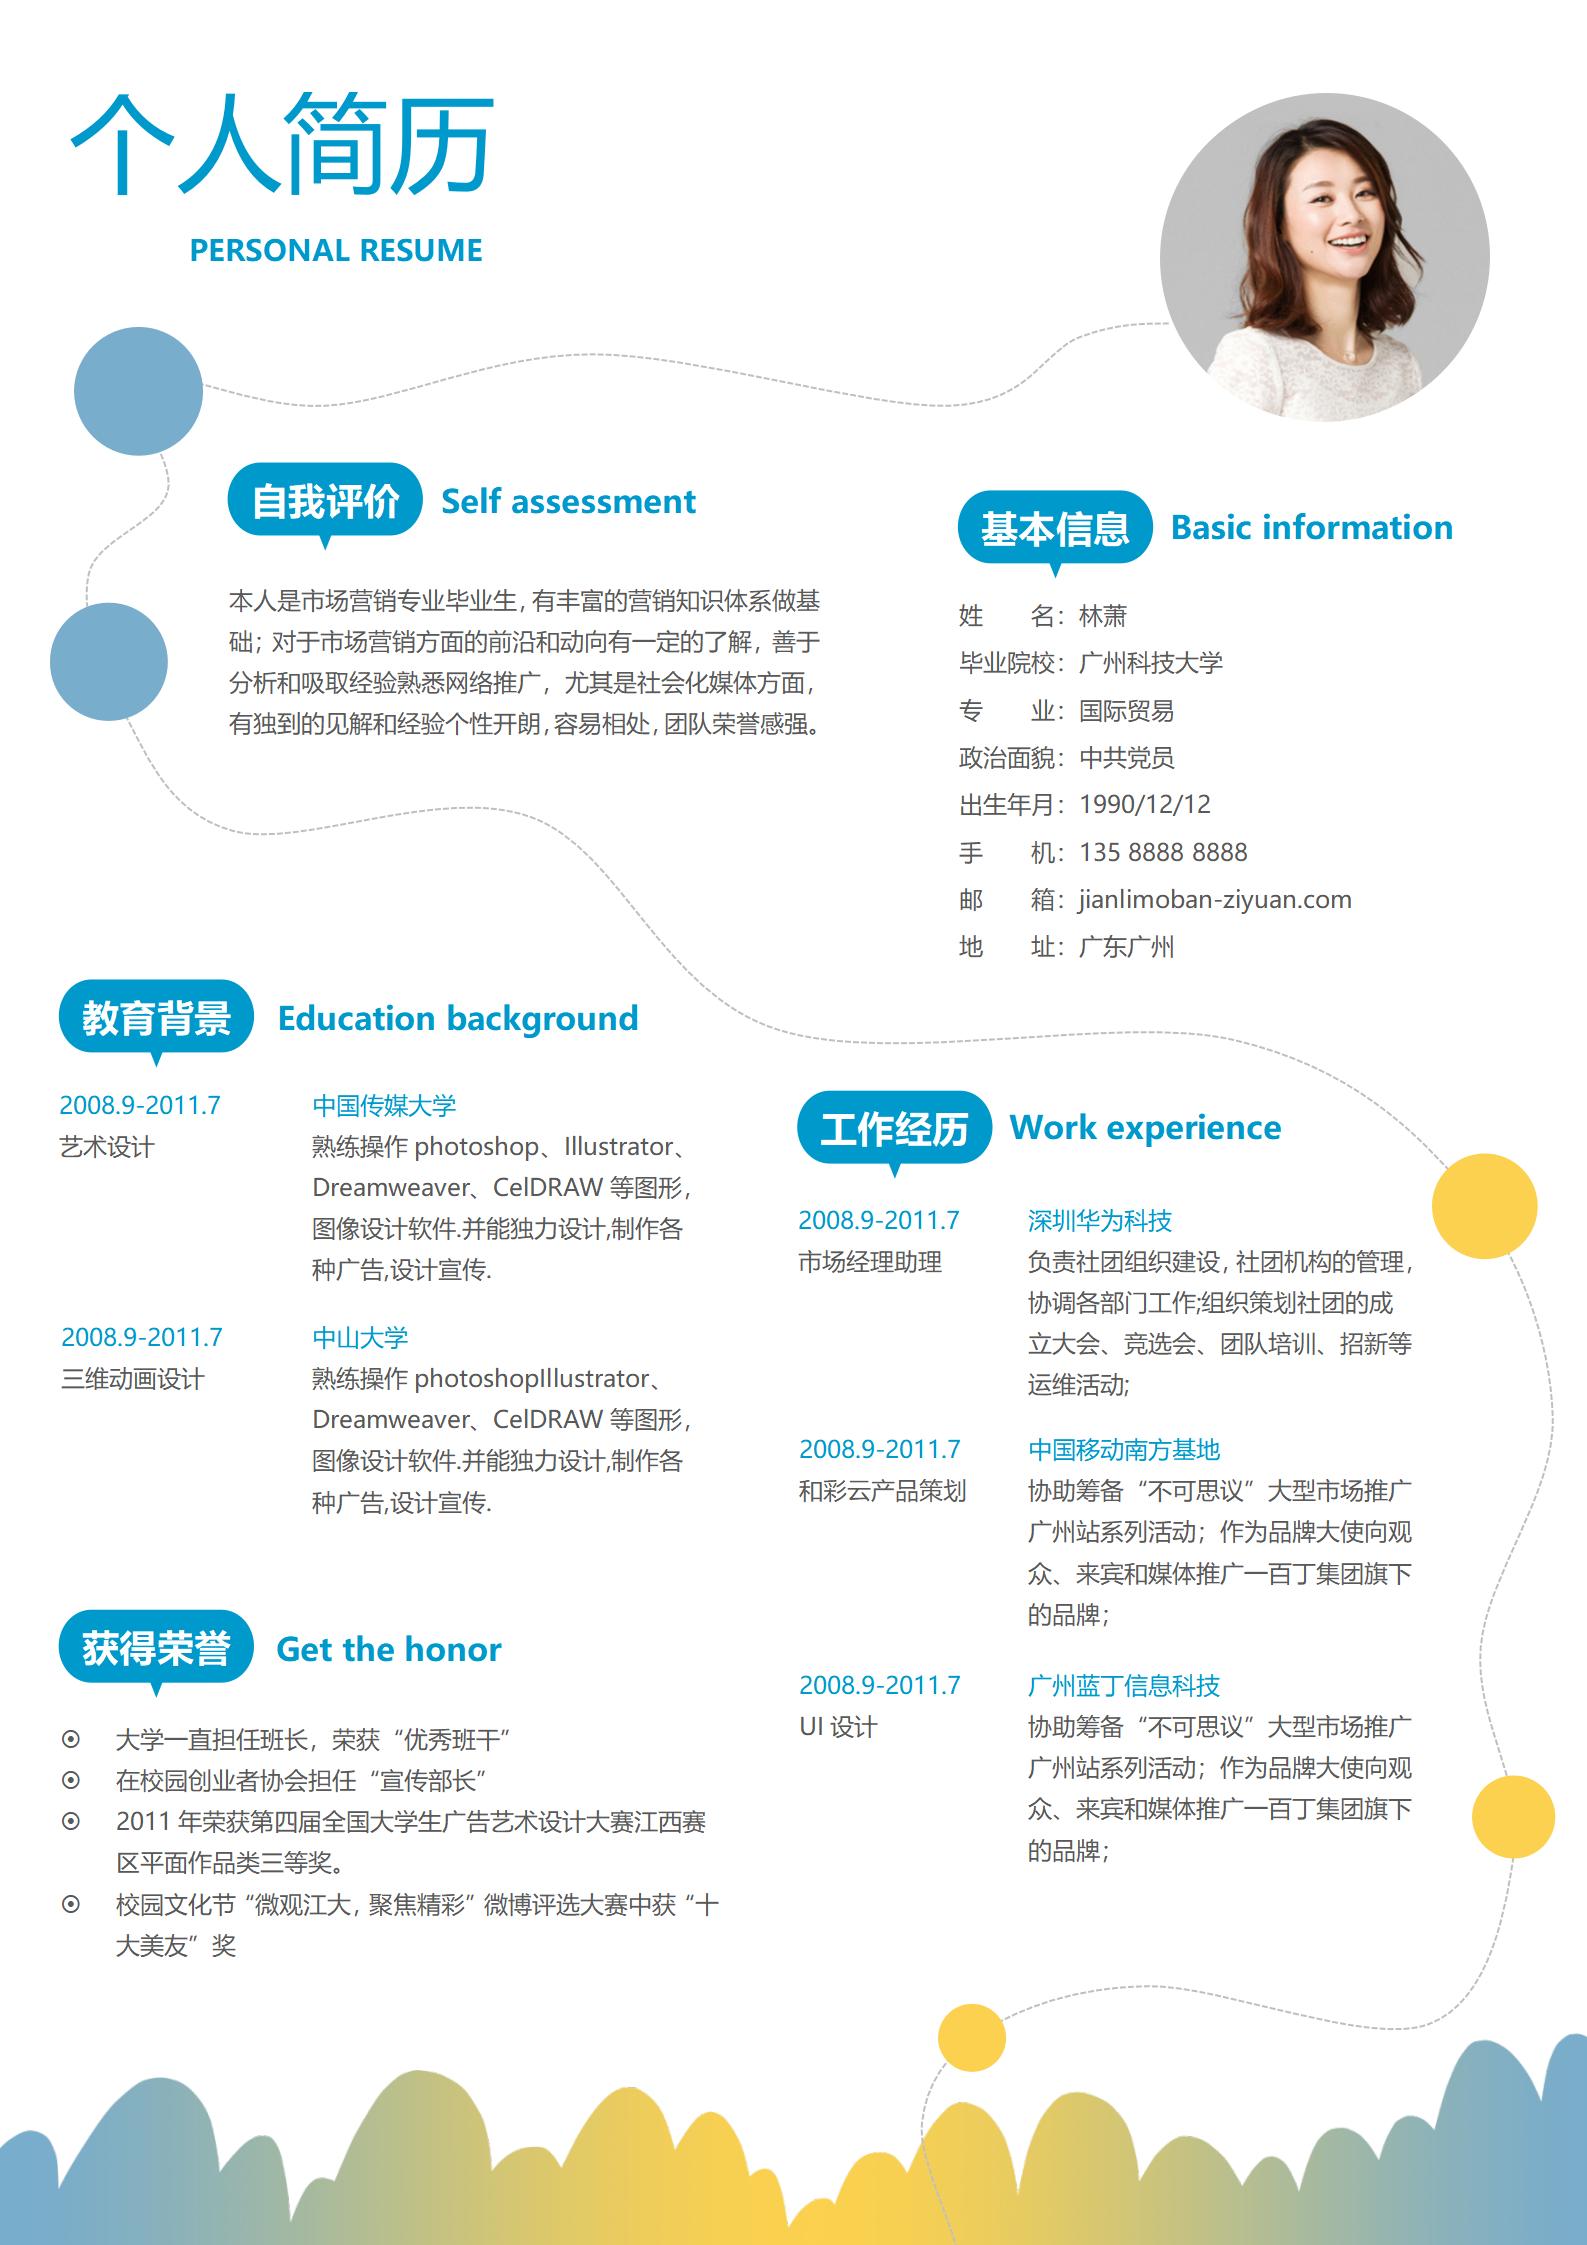 个人简历
PERSONAL RESUME
自我评价 Self assessment
本人是市场营销专业毕业生，有丰富的营销知识体系做基
础；对于市场营销方面的前沿和动向有一定的了解，善于
分析和吸取经验熟悉网络推广，尤其是社会化媒体方面，
有独到的见解和经验个性开朗，容易相处，团队荣誉感强。
基本信息 Basic information
姓 名：林萧
毕业院校：广州科技大学
专 业：国际贸易
政治面貌：中共党员
出生年月：1990/12/12
手 机：135 8888 8888
邮 箱：jianlimoban-ziyuan.com
地 址：广东广州
教育背景 Education background
2008.9-2011.7 中国传媒大学
艺术设计 熟练操作 photoshop、Illustrator、
Dreamweaver、CelDRAW 等图形，
图像设计软件.并能独力设计,制作各
种广告,设计宣传.
2008.9-2011.7 中山大学
三维动画设计 熟练操作 photoshopIllustrator、
Dreamweaver、CelDRAW 等图形，
图像设计软件.并能独力设计,制作各
种广告,设计宣传.
获得荣誉 Get the honor
⊙ 大学一直担任班长，荣获“优秀班干”
⊙ 在校园创业者协会担任“宣传部长”
⊙ 2011 年荣获第四届全国大学生广告艺术设计大赛江西赛
区平面作品类三等奖。
⊙ 校园文化节“微观江大，聚焦精彩”微博评选大赛中获“十
大美友”奖
工作经历 Work experience
2008.9-2011.7 深圳华为科技
市场经理助理 负责社团组织建设，社团机构的管理，
协调各部门工作;组织策划社团的成
立大会、竞选会、团队培训、招新等
运维活动;
2008.9-2011.7 中国移动南方基地
和彩云产品策划 协助筹备“不可思议”大型市场推广
广州站系列活动；作为品牌大使向观
众、来宾和媒体推广一百丁集团旗下
的品牌；
2008.9-2011.7 广州蓝丁信息科技
UI 设计 协助筹备“不可思议”大型市场推广
广州站系列活动；作为品牌大使向观
众、来宾和媒体推广一百丁集团旗下
的品牌；